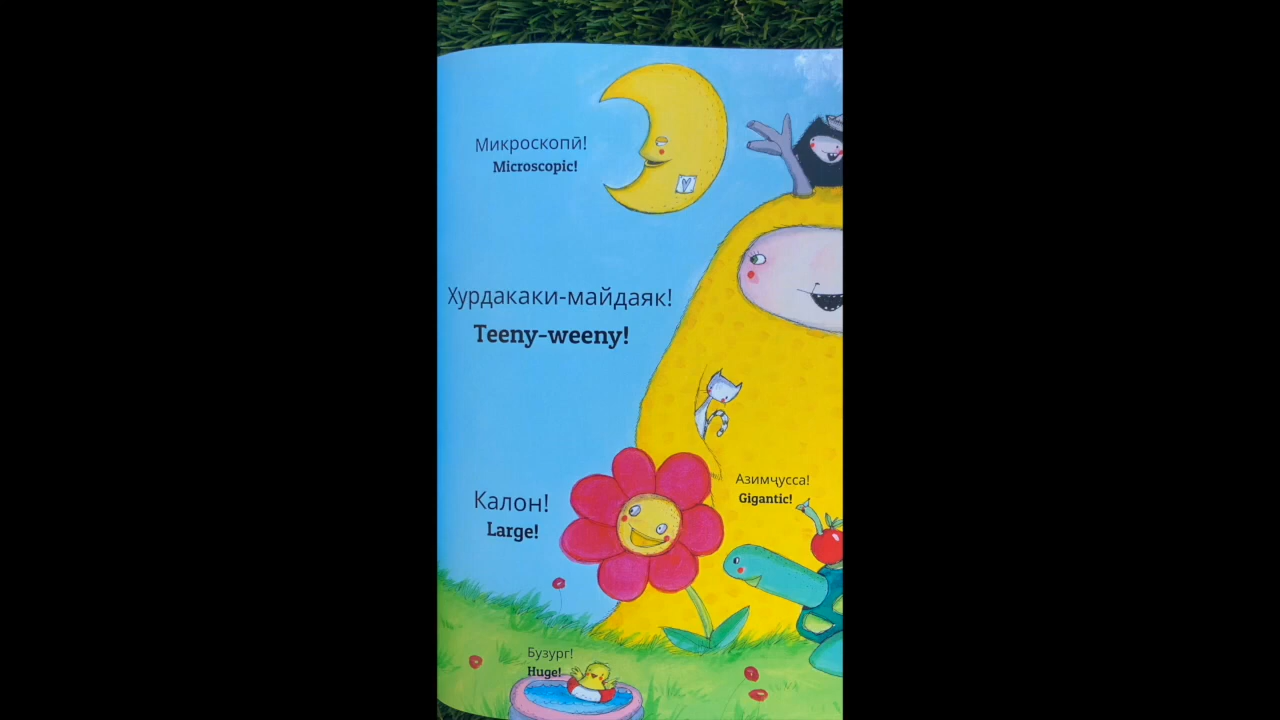 Микроскопӣ!
Microscopic!
Хурдакаки-майдаяк!
Teeny-weeny!
Калон!
Large!
Азимҷусса!
Gigantic!
Бузург!
Huge!